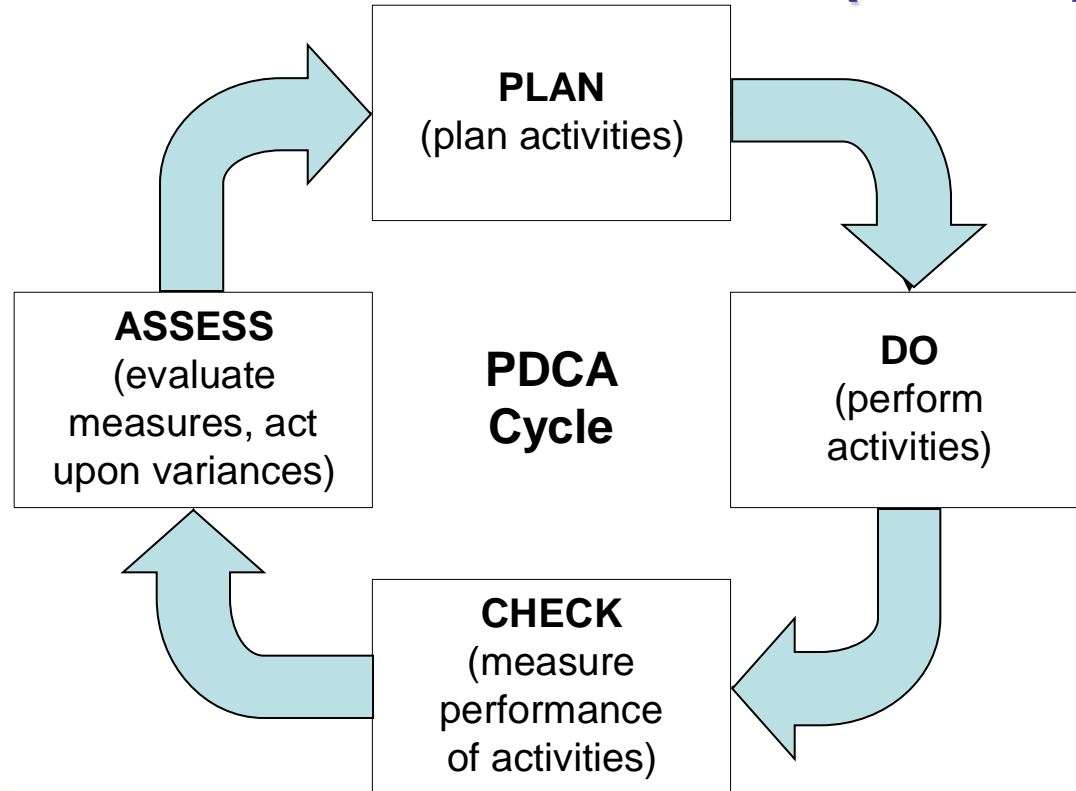 PLAN
(plan activities)
ASSESS
(evaluate
measures, act
upon variances)
PDCA
Cycle
DO
(perform
activities)
CHECK
(measure
performance
of activities)